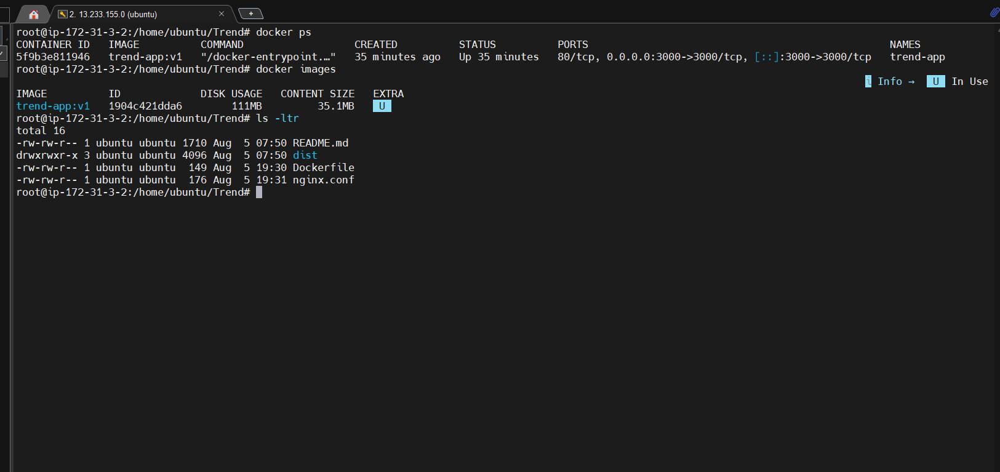 2. 13.233.155.0 (ubuntu)
root@ip-172-31-3-2:/home/ubuntu/Trend# docker ps
CONTAINER ID   IMAGE          COMMAND                  CREATED          STATUS          PORTS                                                 NAMES
5f9b3e811946   trend-app:v1   "/docker-entrypoint.…"   35 minutes ago   Up 35 minutes   80/tcp, 0.0.0.0:3000->3000/tcp, [::]:3000->3000/tcp   trend-app
root@ip-172-31-3-2:/home/ubuntu/Trend# docker images
i Info →   U  In Use
IMAGE          ID             DISK USAGE   CONTENT SIZE   EXTRA
trend-app:v1   1904c421dda6        111MB         35.1MB    U
root@ip-172-31-3-2:/home/ubuntu/Trend# ls -ltr
total 16
-rw-rw-r-- 1 ubuntu ubuntu 1710 Aug  5 07:50 README.md
drwxrwxr-x 3 ubuntu ubuntu 4096 Aug  5 07:50 dist
-rw-rw-r-- 1 ubuntu ubuntu  149 Aug  5 19:30 Dockerfile
-rw-rw-r-- 1 ubuntu ubuntu  176 Aug  5 19:31 nginx.conf
root@ip-172-31-3-2:/home/ubuntu/Trend#